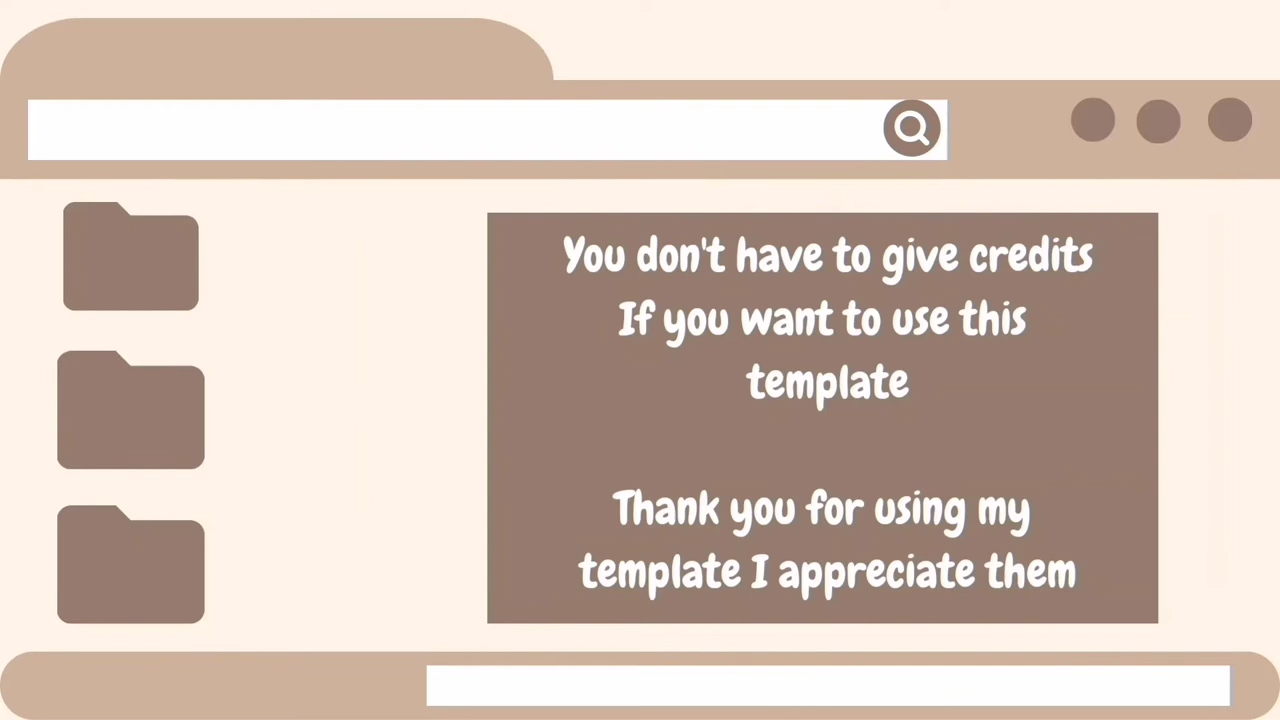 You don't have to give credits
If you want to use this
template
Thank you for using my
template I appreciate them